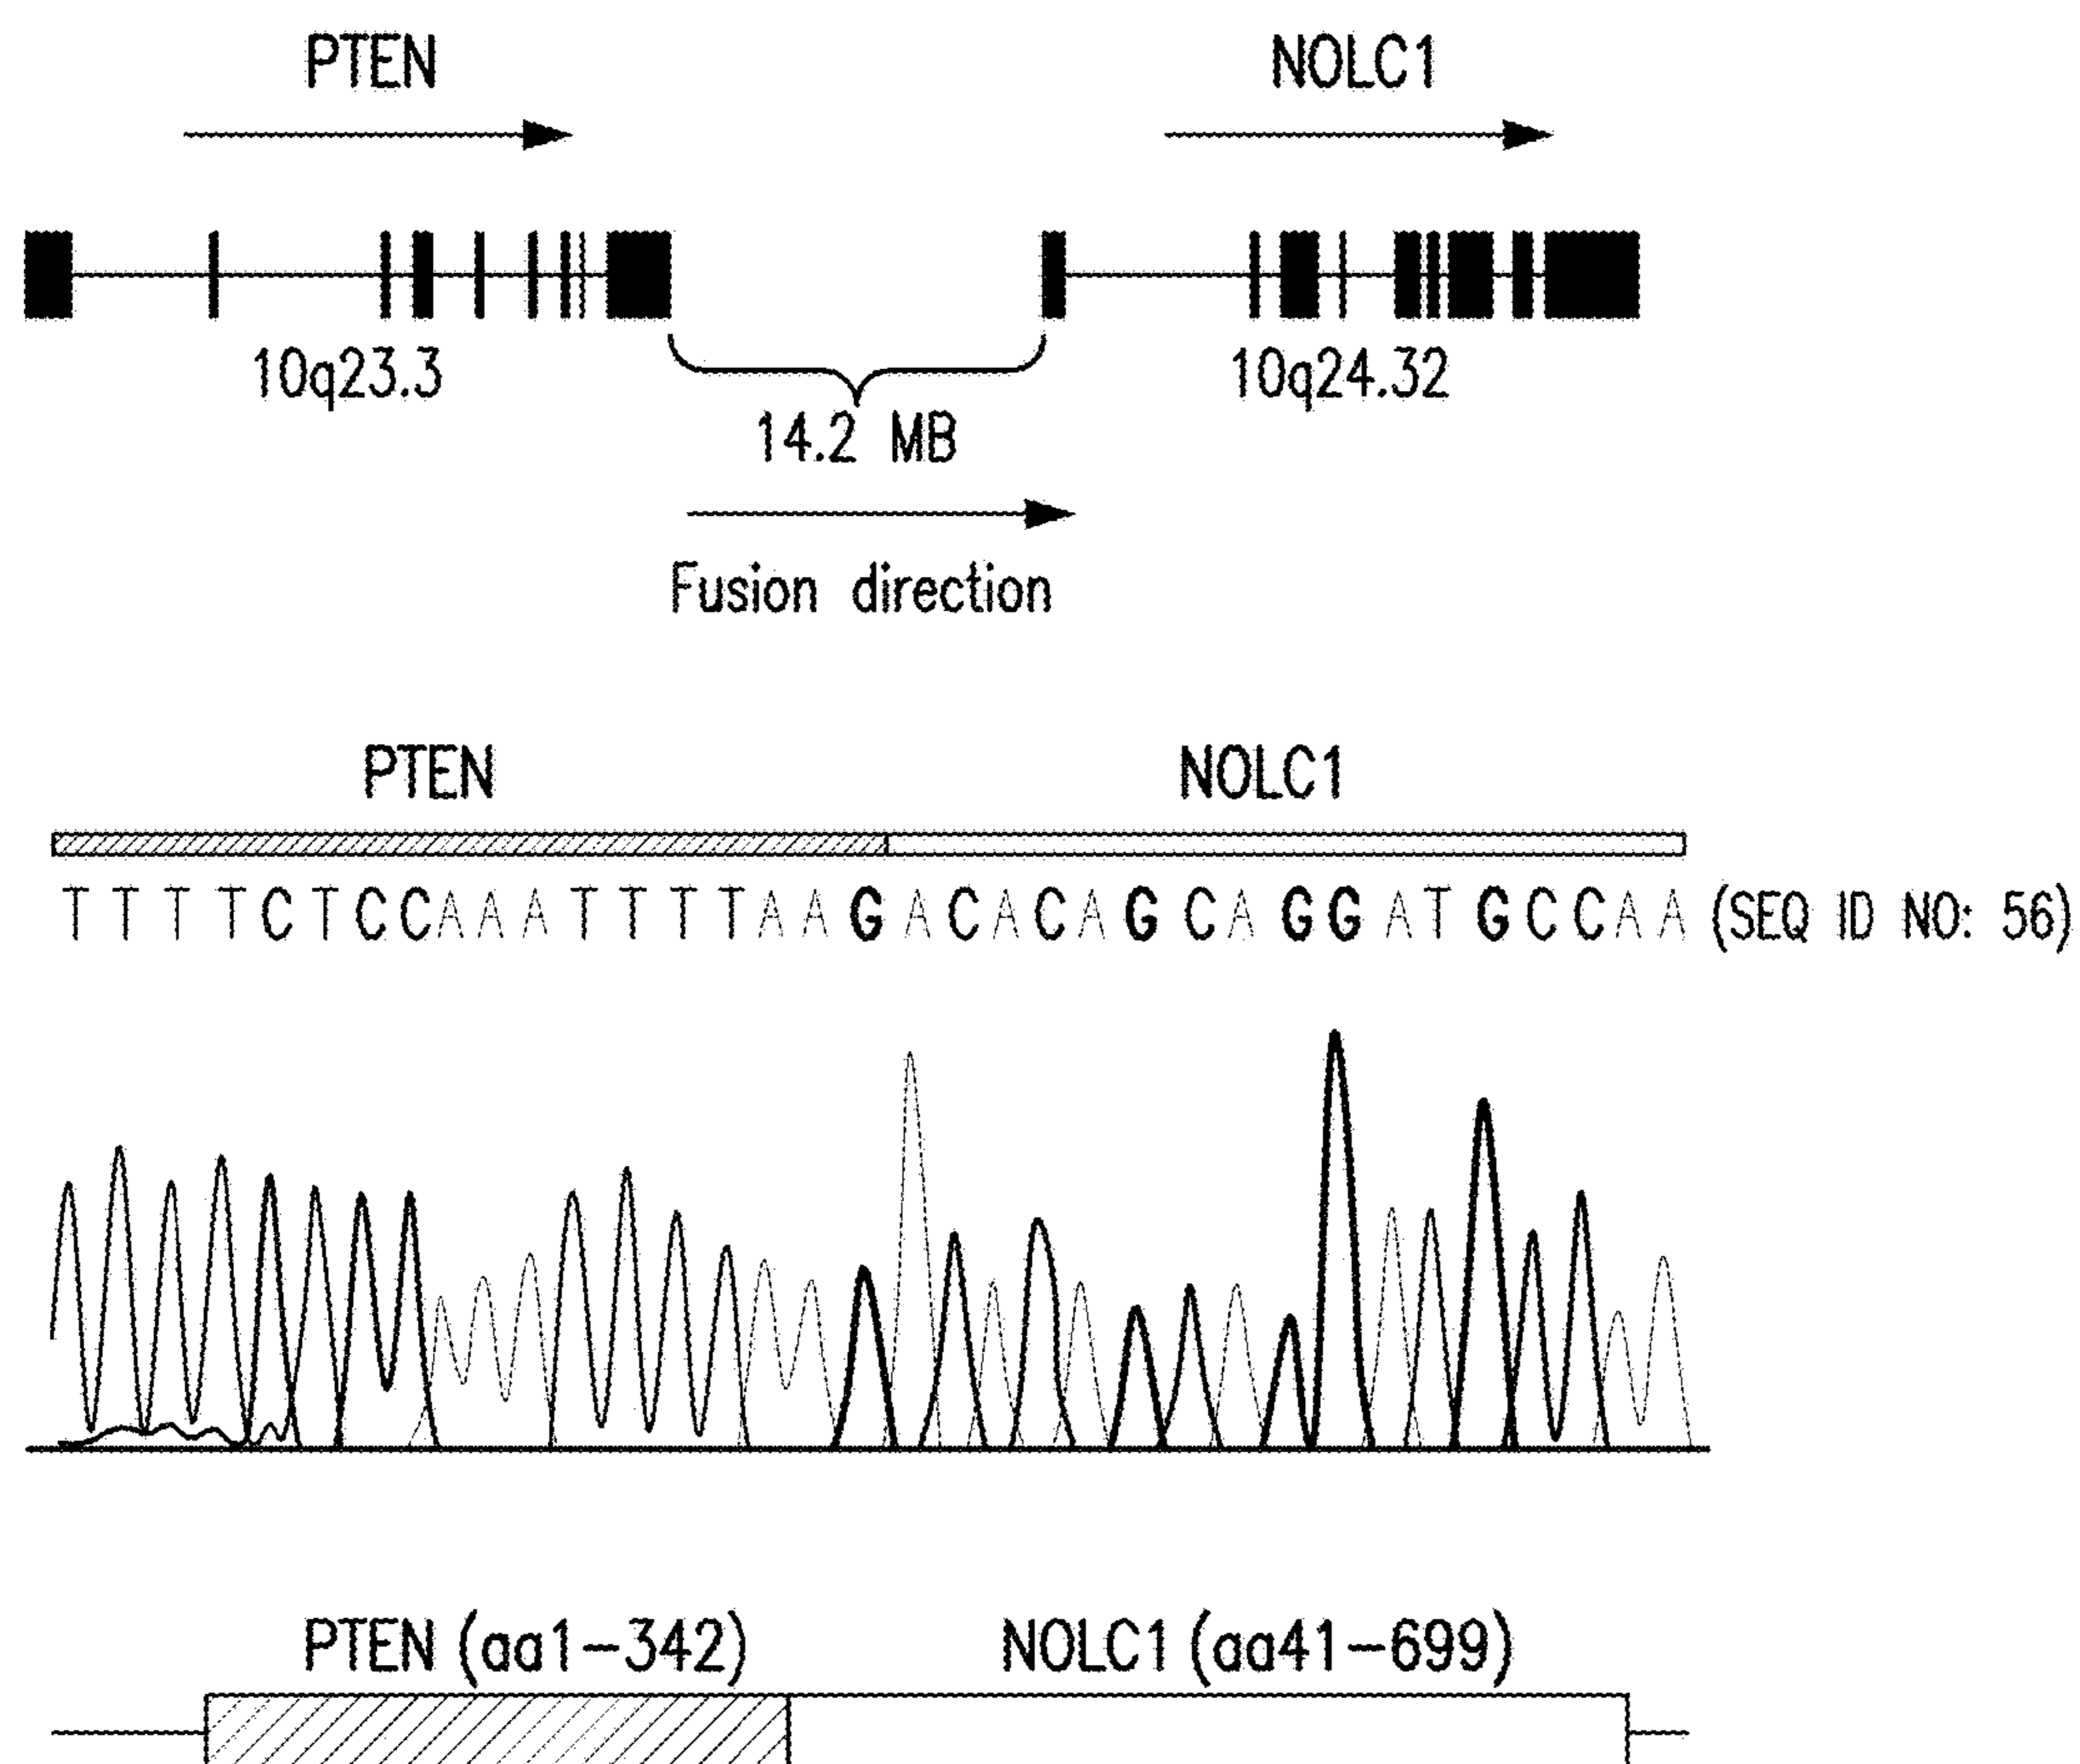 PTEN NOLC1
10q23.3 10q24.32
14.2 MB
Fusion direction
PTEN NOLC1
T T T T C T C C A A A T T T T A A G A C A C A G C A G G A T G C C A A (SEQ ID NO: 56)
PTEN (aa1-342) NOLC1 (aa41-699)